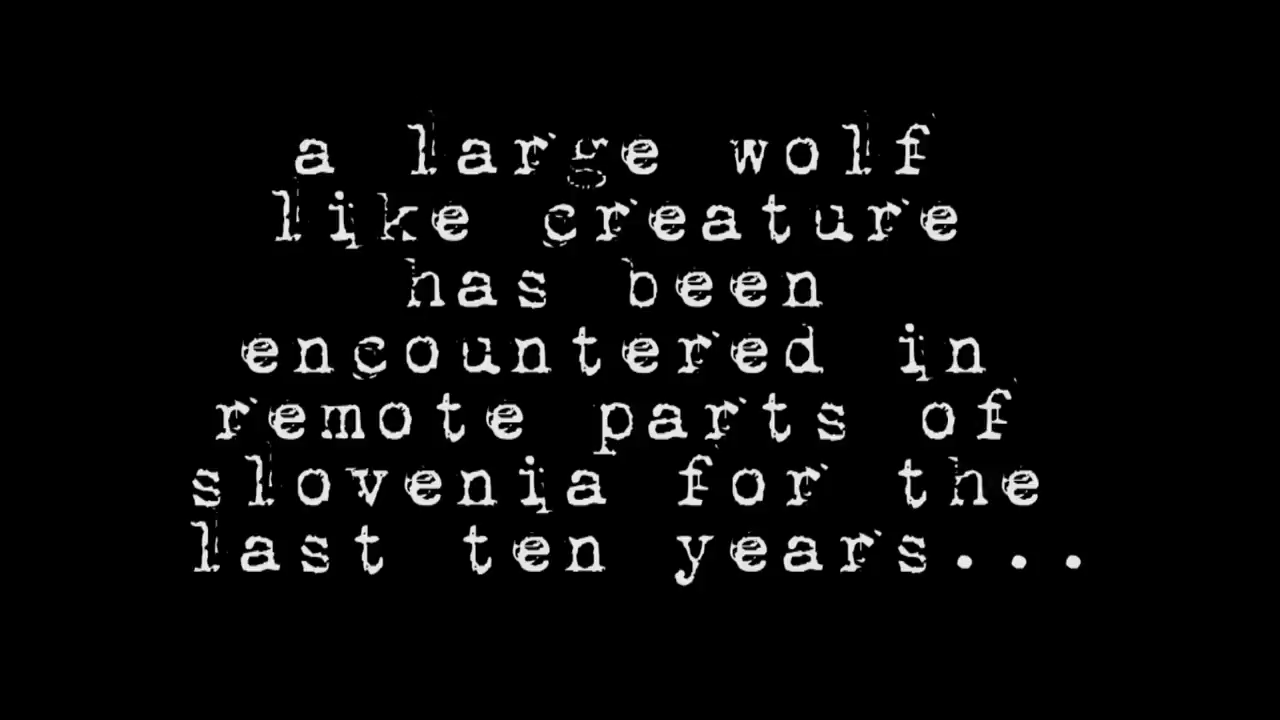 a large wolf
like creature
has been
encountered in
remote parts of
slovenia for the
last ten years...